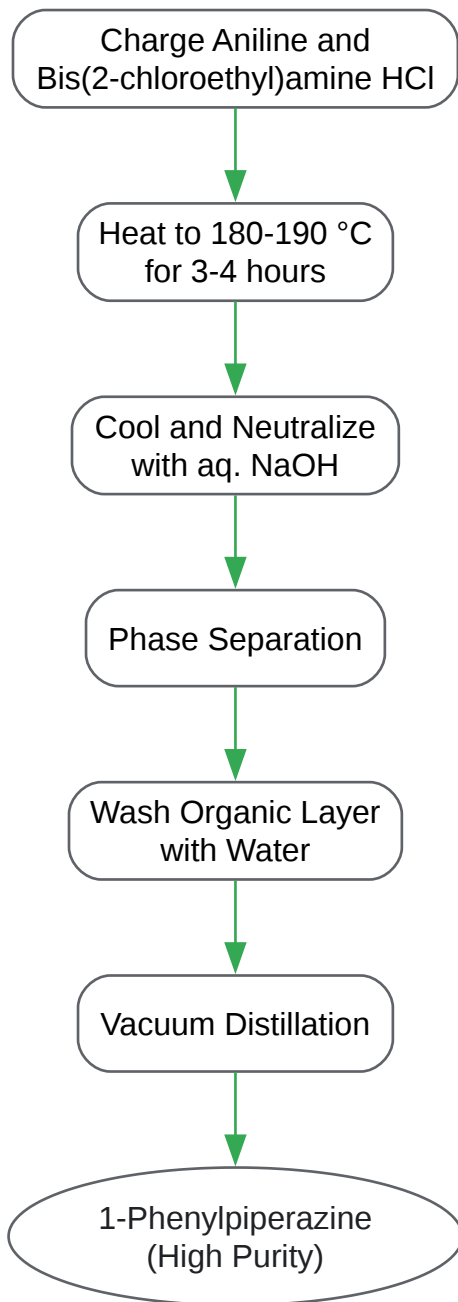 Charge Aniline and
Bis(2-chloroethyl)amine HCl
Heat to 180-190 °C
for 3-4 hours
Cool and Neutralize
with aq. NaOH
Phase Separation
Wash Organic Layer
with Water
Vacuum Distillation
1-Phenylpiperazine
(High Purity)